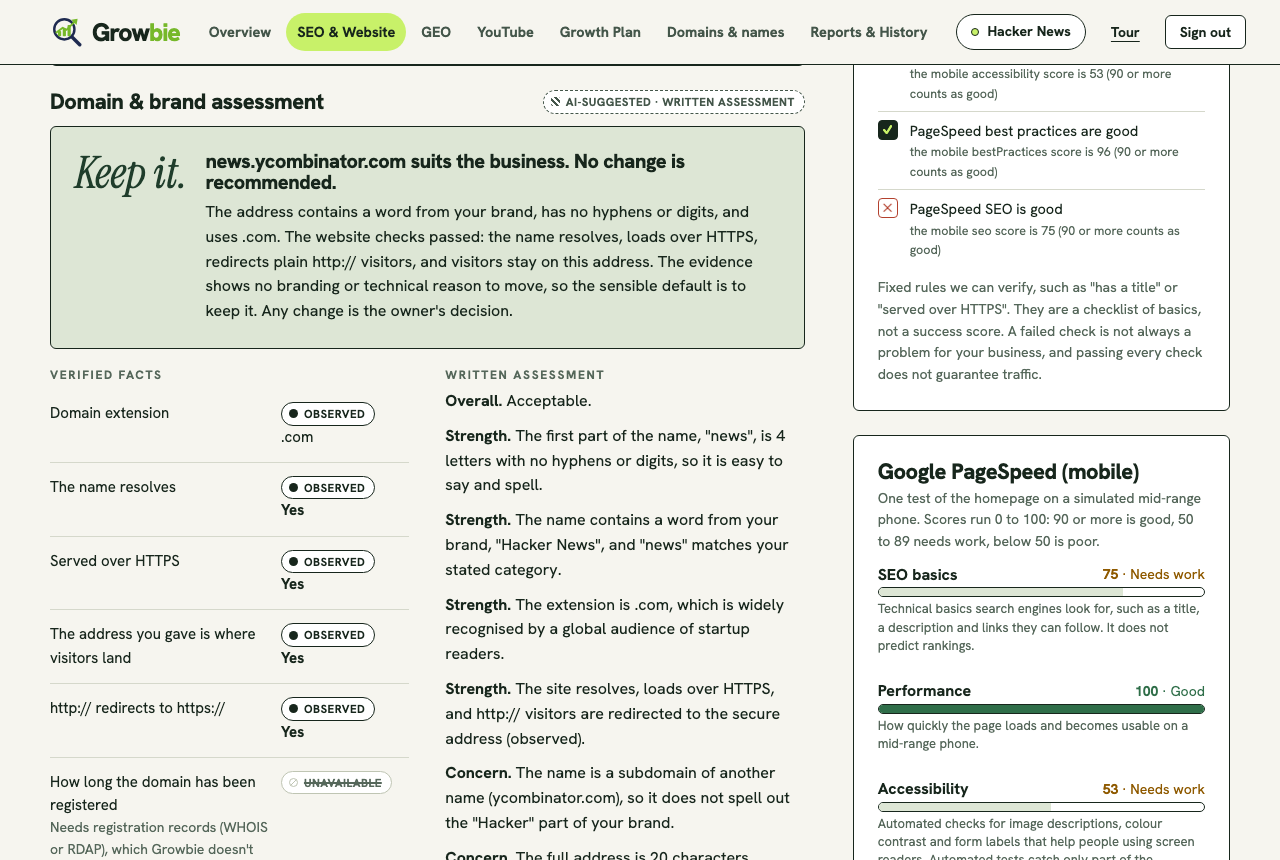 Growbie
Overview
SEO & Website
GEO
YouTube
Growth Plan
Domains & names
Reports & History
Hacker News
Tour
Sign out
Domain & brand assessment
AI-SUGGESTED · WRITTEN ASSESSMENT
Keep it.
news.ycombinator.com suits the business. No change is
recommended.
The address contains a word from your brand, has no hyphens or digits, and
uses .com. The website checks passed: the name resolves, loads over HTTPS,
redirects plain http:// visitors, and visitors stay on this address. The evidence
shows no branding or technical reason to move, so the sensible default is to
keep it. Any change is the owner's decision.
VERIFIED FACTS
Domain extension
OBSERVED
.com
The name resolves
OBSERVED
Yes
Served over HTTPS
OBSERVED
Yes
The address you gave is where
visitors land
OBSERVED
Yes
http:// redirects to https://
OBSERVED
Yes
How long the domain has been
registered
UNAVAILABLE
Needs registration records (WHOIS
or RDAP), which Growbie doesn't
WRITTEN ASSESSMENT
Overall. Acceptable.
Strength. The first part of the name, "news", is 4
letters with no hyphens or digits, so it is easy to
say and spell.
Strength. The name contains a word from your
brand, "Hacker News", and "news" matches your
stated category.
Strength. The extension is .com, which is widely
recognised by a global audience of startup
readers.
Strength. The site resolves, loads over HTTPS,
and http:// visitors are redirected to the secure
address (observed).
Concern. The name is a subdomain of another
name (ycombinator.com), so it does not spell out
the "Hacker" part of your brand.
Concern. The full address is 20 characters
the mobile accessibility score is 53 (90 or more
counts as good)
PageSpeed best practices are good
the mobile bestPractices score is 96 (90 or more
counts as good)
PageSpeed SEO is good
the mobile seo score is 75 (90 or more counts as
good)
Fixed rules we can verify, such as "has a title" or
"served over HTTPS". They are a checklist of basics,
not a success score. A failed check is not always a
problem for your business, and passing every check
does not guarantee traffic.
Google PageSpeed (mobile)
One test of the homepage on a simulated mid-range
phone. Scores run 0 to 100: 90 or more is good, 50
to 89 needs work, below 50 is poor.
SEO basics
75 · Needs work
Technical basics search engines look for, such as a title,
a description and links they can follow. It does not
predict rankings.
Performance
100 · Good
How quickly the page loads and becomes usable on a
mid-range phone.
Accessibility
53 · Needs work
Automated checks for image descriptions, colour
contrast and form labels that help people using screen
readers. Automated tests catch only part of the